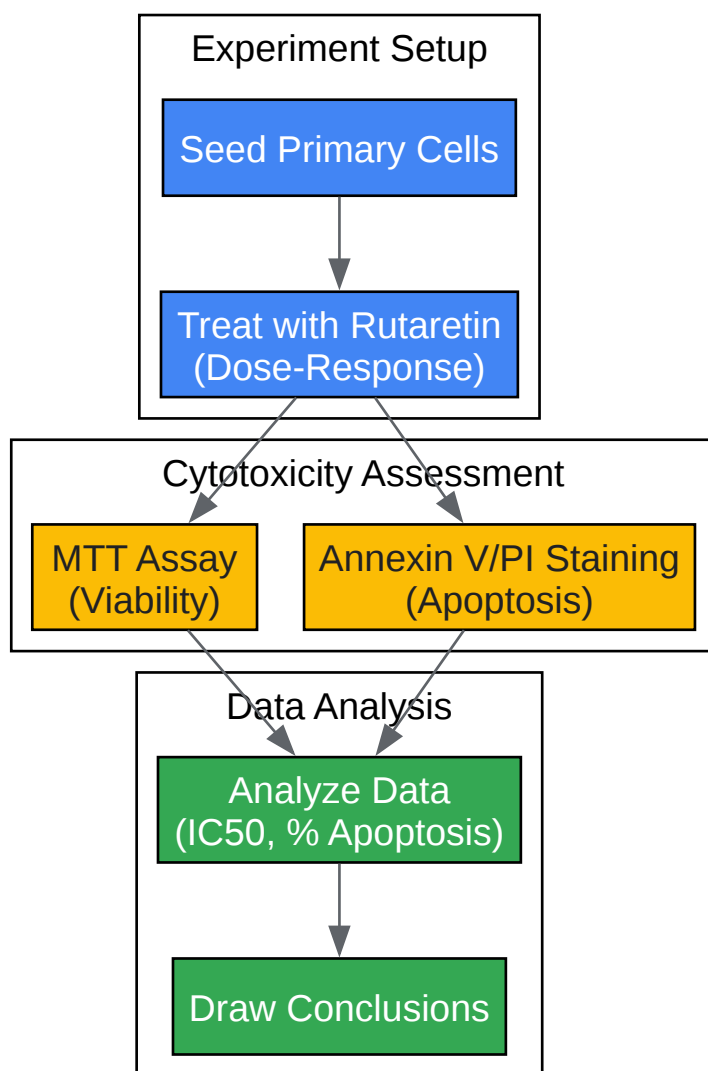 Experiment Setup
Seed Primary Cells
Treat with Rutaretin
(Dose-Response)
Cytotoxicity Assessment
MTT Assay
(Viability)
Annexin V/PI Staining
(Apoptosis)
Data Analysis
Analyze Data
(IC50, % Apoptosis)
Draw Conclusions